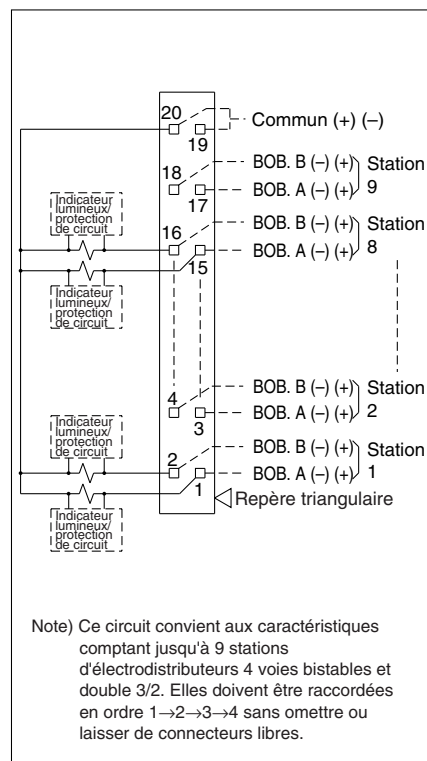 20
Commun (+) (–)
19
18
BOB. B (–) (+)
Station
9
BOB. A (–) (+)
17
Indicateur
lumineux/
protection
de circuit
16
BOB. B (–) (+)
Station
8
BOB. A (–) (+)
15
Indicateur
lumineux/
protection
de circuit
4
BOB. B (–) (+)
Station
2
BOB. A (–) (+)
3
Indicateur
lumineux/
protection
de circuit
2
BOB. B (–) (+)
Station
1
BOB. A (–) (+)
1
Repère triangulaire
Indicateur
lumineux/
protection
de circuit
Note) Ce circuit convient aux caractéristiques
comptant jusqu'à 9 stations
d'électrodistributeurs 4 voies bistables et
double 3/2. Elles doivent être raccordées
en ordre 1→2→3→4 sans omettre ou
laisser de connecteurs libres.